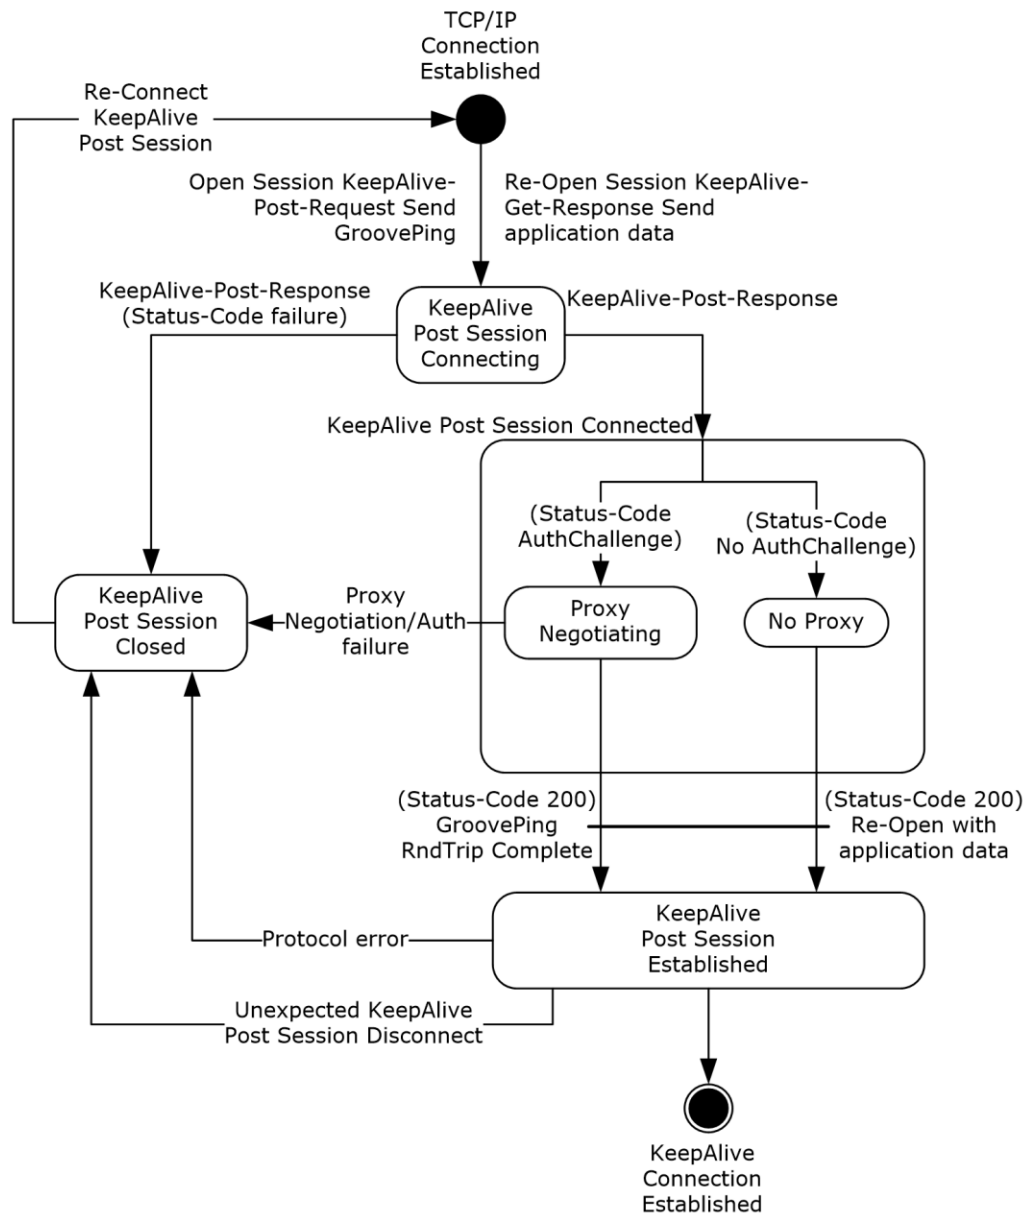 TCP/IP
Connection
Established
Re-Connect
KeepAlive
Post Session
Open Session KeepAlive-
Post-Request Send
GroovePing
Re-Open Session KeepAlive-
Get-Response Send
application data
KeepAlive-Post-Response
(Status-Code failure)
KeepAlive
Post Session
Connecting
KeepAlive-Post-Response
KeepAlive Post Session Connected
(Status-Code
AuthChallenge)
(Status-Code
No AuthChallenge)
KeepAlive
Post Session
Closed
Proxy
Negotiation/Auth
failure
Proxy
Negotiating
No Proxy
(Status-Code 200)
GroovePing
RndTrip Complete
(Status-Code 200)
Re-Open with
application data
KeepAlive
Post Session
Established
Protocol error
Unexpected KeepAlive
Post Session Disconnect
KeepAlive
Connection
Established